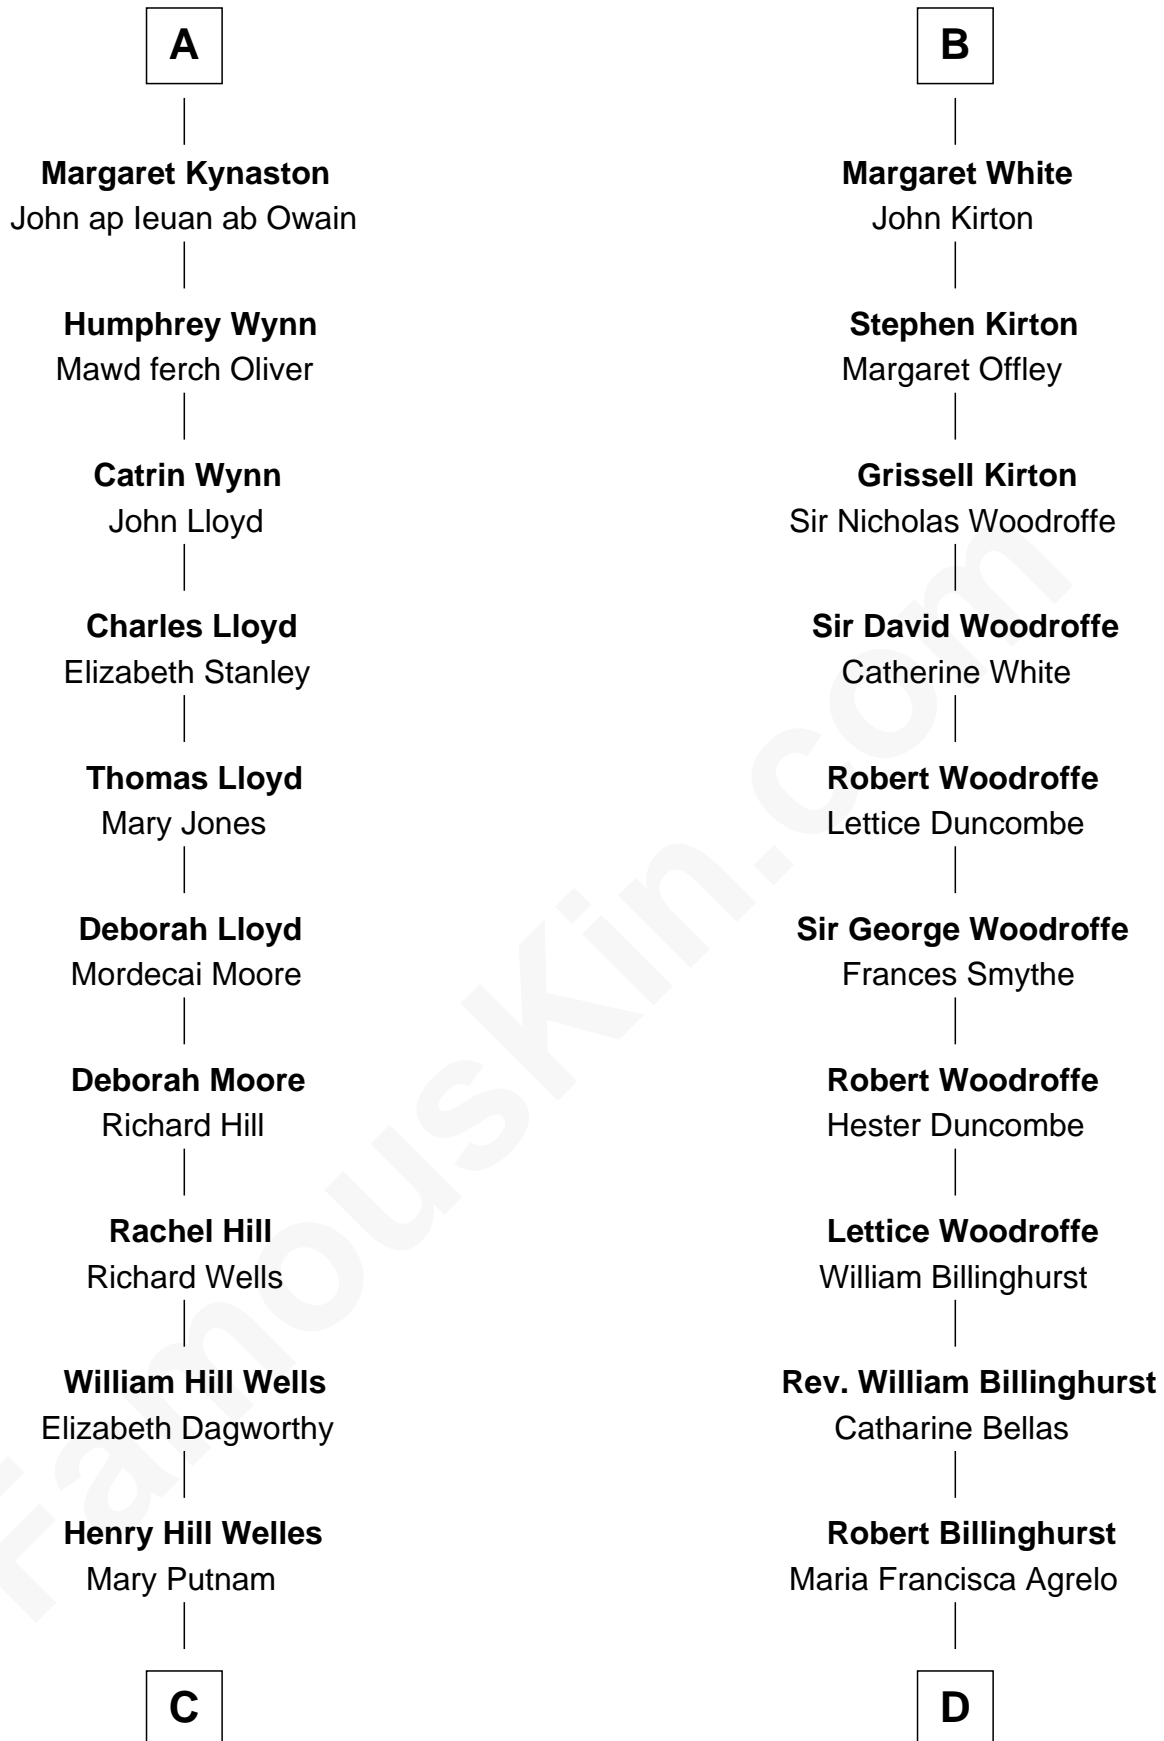 A
Margaret Kynaston
John ap Ieuan ab Owain
Humphrey Wynn
Mawd ferch Oliver
Catrin Wynn
John Lloyd
Charles Lloyd
Elizabeth Stanley
Thomas Lloyd
Mary Jones
Deborah Lloyd
Mordecai Moore
Deborah Moore
Richard Hill
Rachel Hill
Richard Wells
William Hill Wells
Elizabeth Dagworthy
Henry Hill Welles
Mary Putnam
C
B
Margaret White
John Kirton
Stephen Kirton
Margaret Offley
Grissell Kirton
Sir Nicholas Woodroffe
Sir David Woodroffe
Catherine White
Robert Woodroffe
Lettice Duncombe
Sir George Woodroffe
Frances Smythe
Robert Woodroffe
Hester Duncombe
Lettice Woodroffe
William Billinghurst
Rev. William Billinghurst
Catharine Bellas
Robert Billinghurst
Maria Francisca Agrelo
D
FamousKin.com